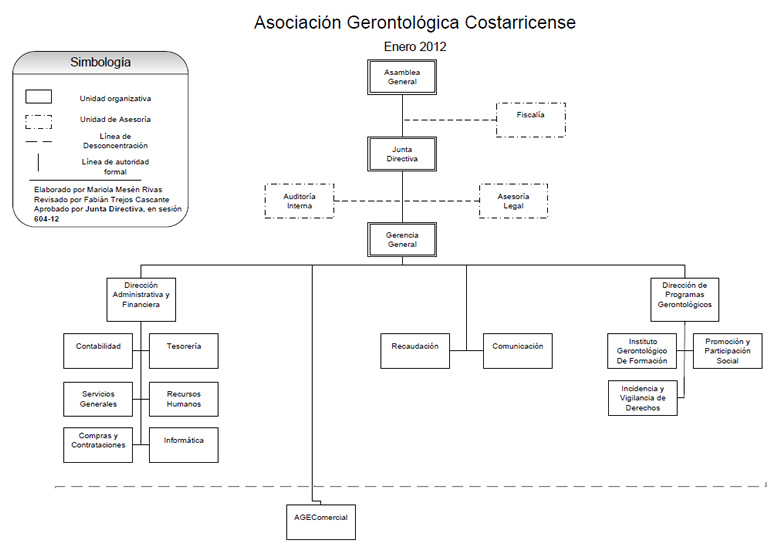 Asociación Gerontológica Costarricense
Enero 2012
Simbología
Unidad organizativa
Unidad de Asesoría
Línea de
Desconcentración
Línea de autoridad
formal
Elaborado por Mariola Mesén Rivas
Revisado por Fabián Trejos Cascante
Aprobado por Junta Directiva, en sesión
604-12
Asamblea
General
Fiscalía
Junta
Directiva
Auditoría
Interna
Asesoría
Legal
Gerencia
General
Dirección
Administrativa y
Financiera
Dirección de
Programas
Gerontológicos
Contabilidad
Tesorería
Recaudación
Comunicación
Instituto
Gerontológico
De Formación
Promoción y
Participación
Social
Servicios
Generales
Recursos
Humanos
Incidencia y
Vigilancia de
Derechos
Compras y
Contrataciones
Informática
AGEComercial